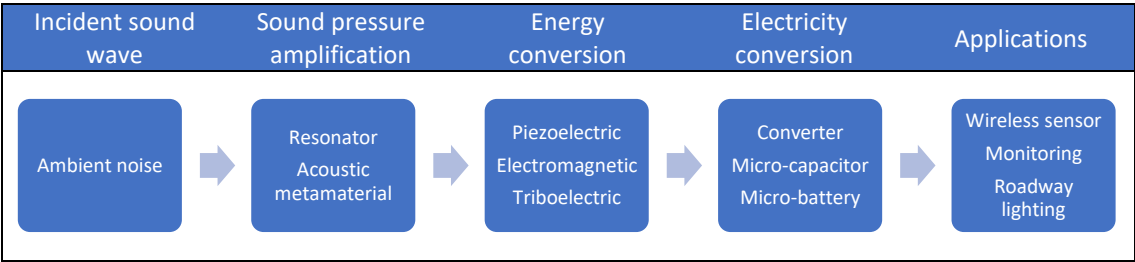 Incident sound
wave
Sound pressure
amplification
Energy
conversion
Electricity
conversion
Applications
Ambient noise
Resonator
Acoustic
metamaterial
Piezoelectric
Electromagnetic
Triboelectric
Converter
Micro-capacitor
Micro-battery
Wireless sensor
Monitoring
Roadway
lighting